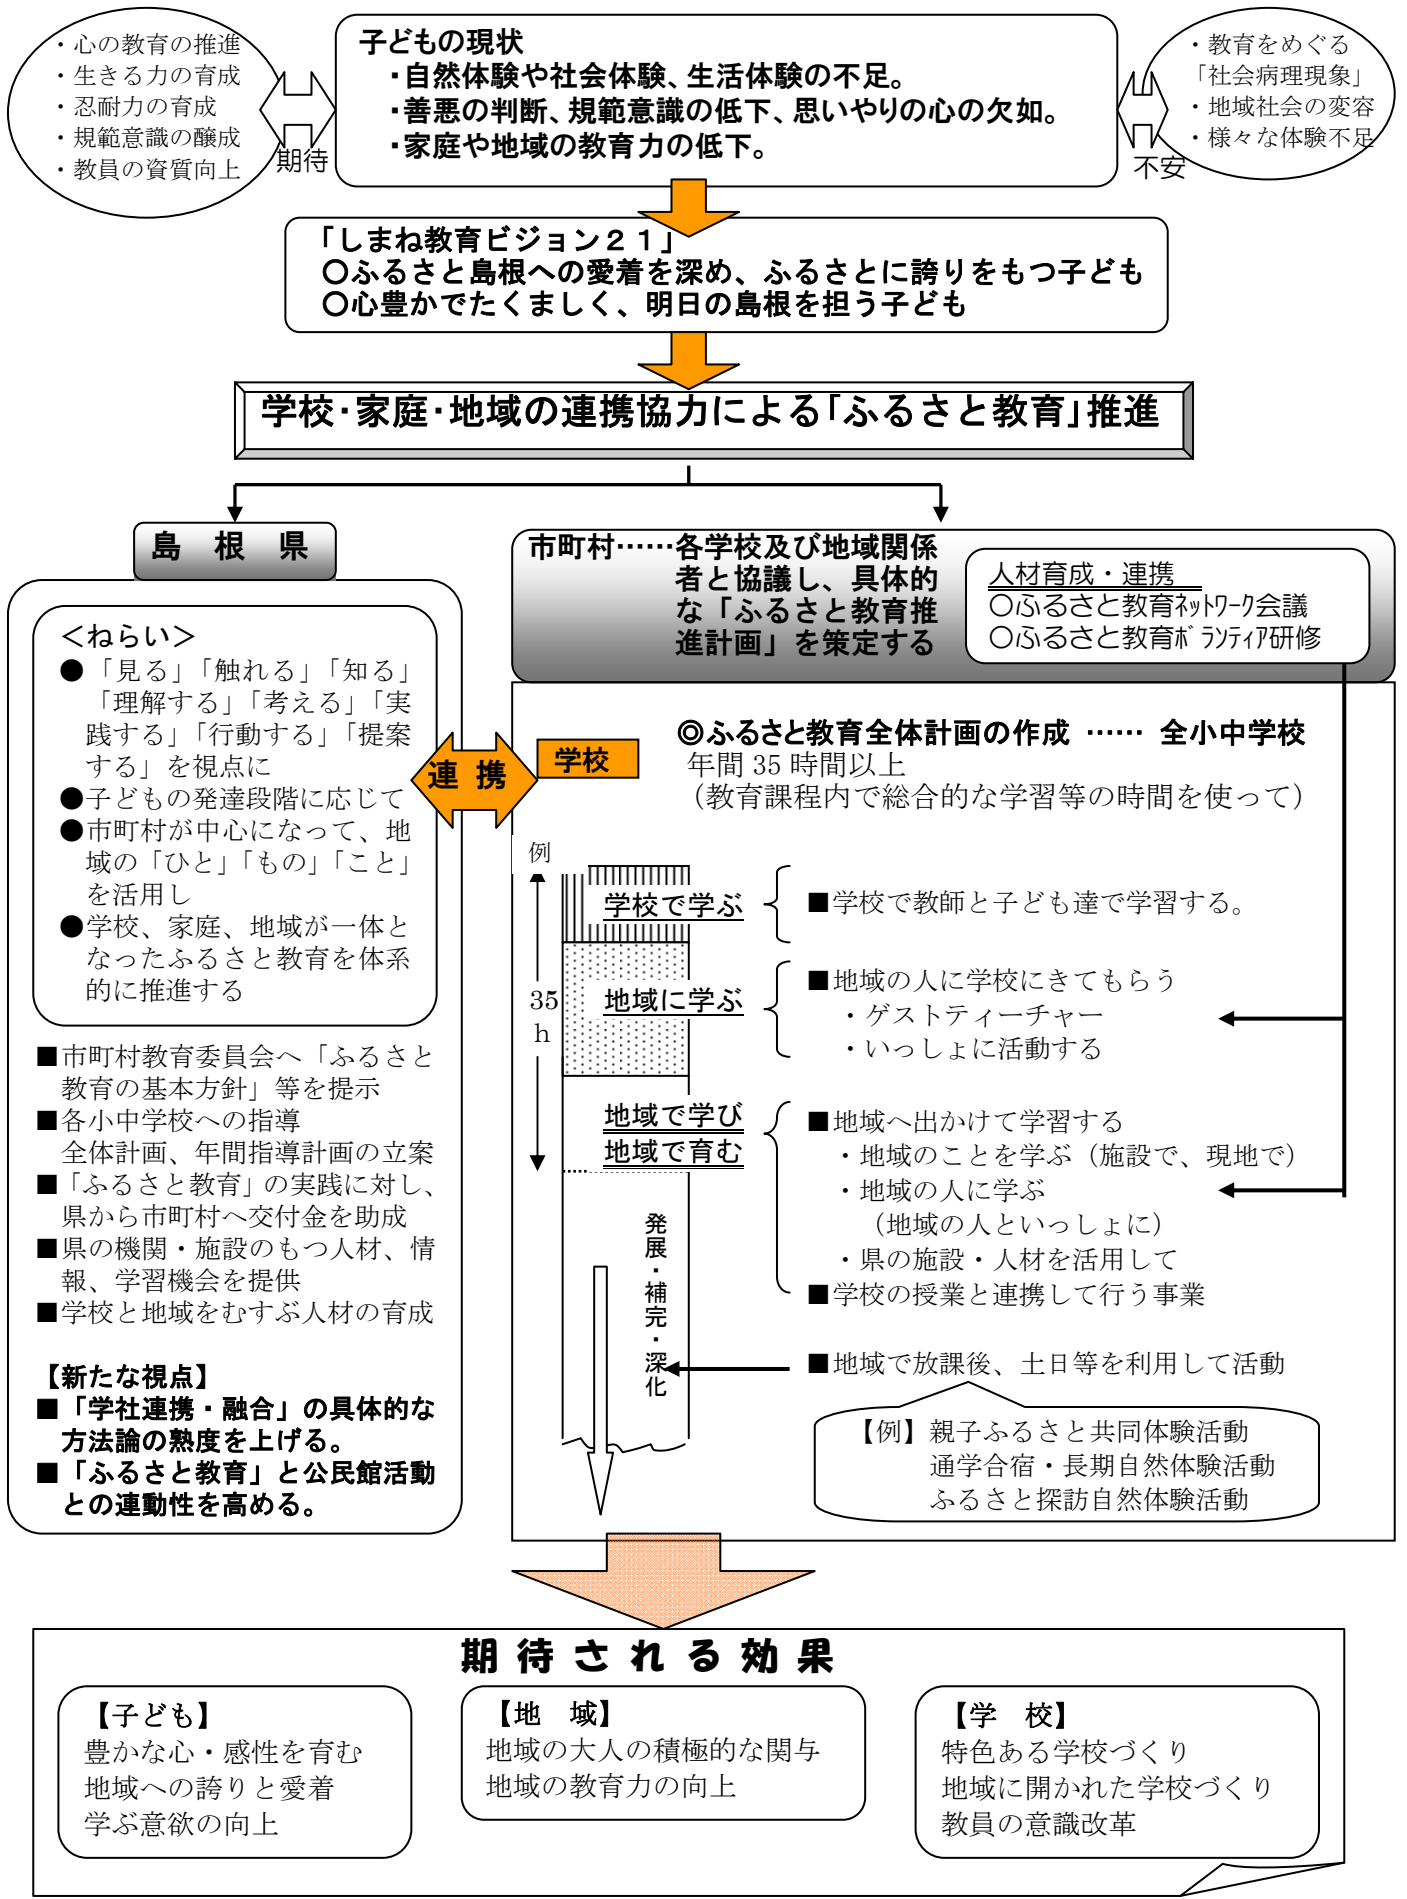 ・心の教育の推進
・生きる力の育成
・忍耐力の育成
・規範意識の醸成
・教員の資質向上
期待
子どもの現状
・自然体験や社会体験、生活体験の不足。
・善悪の判断、規範意識の低下、思いやりの心の欠如。
・家庭や地域の教育力の低下。
・教育をめぐる
「社会病理現象」
・地域社会の変容
・様々な体験不足
不安
「しまね教育ビジョン２１」
○ふるさと島根への愛着を深め、ふるさとに誇りをもつ子ども
○心豊かでたくましく、明日の島根を担う子ども
学校・家庭・地域の連携協力による「ふるさと教育」推進
島　根　県
＜ねらい＞
●「見る」「触れる」「知る」
「理解する」「考える」「実
践する」「行動する」「提案
する」を視点に
●子どもの発達段階に応じて
●市町村が中心になって、地
域の「ひと」「もの」「こと」
を活用し
●学校、家庭、地域が一体と
なったふるさと教育を体系
的に推進する
■市町村教育委員会へ「ふるさと
教育の基本方針」等を提示
■各小中学校への指導
全体計画、年間指導計画の立案
■「ふるさと教育」の実践に対し、
県から市町村へ交付金を助成
■県の機関・施設のもつ人材、情
報、学習機会を提供
■学校と地域をむすぶ人材の育成
【新たな視点】
■「学社連携・融合」の具体的な
方法論の熟度を上げる。
■「ふるさと教育」と公民館活動
との連動性を高める。
連 携
市町村……各学校及び地域関係
者と協議し、具体的
な「ふるさと教育推
進計画」を策定する
人材育成・連携
○ふるさと教育ﾈｯﾄﾜｰｸ会議
○ふるさと教育ﾎﾞﾗﾝﾃｨｱ研修
学校
◎ふるさと教育全体計画の作成 …… 全小中学校
年間 35 時間以上
（教育課程内で総合的な学習等の時間を使って）
例
35
h
学校で学ぶ
■学校で教師と子ども達で学習する。
地域に学ぶ
■地域の人に学校にきてもらう
・ゲストティーチャー
・いっしょに活動する
地域で学び
地域で育む
■地域へ出かけて学習する
・地域のことを学ぶ（施設で、現地で）
・地域の人に学ぶ
（地域の人といっしょに）
・県の施設・人材を活用して
■学校の授業と連携して行う事業
発展・補完・深化
■地域で放課後、土日等を利用して活動
【例】親子ふるさと共同体験活動
通学合宿・長期自然体験活動
ふるさと探訪自然体験活動
期待される効果
【子ども】
豊かな心・感性を育む
地域への誇りと愛着
学ぶ意欲の向上
【地　域】
地域の大人の積極的な関与
地域の教育力の向上
【学　校】
特色ある学校づくり
地域に開かれた学校づくり
教員の意識改革